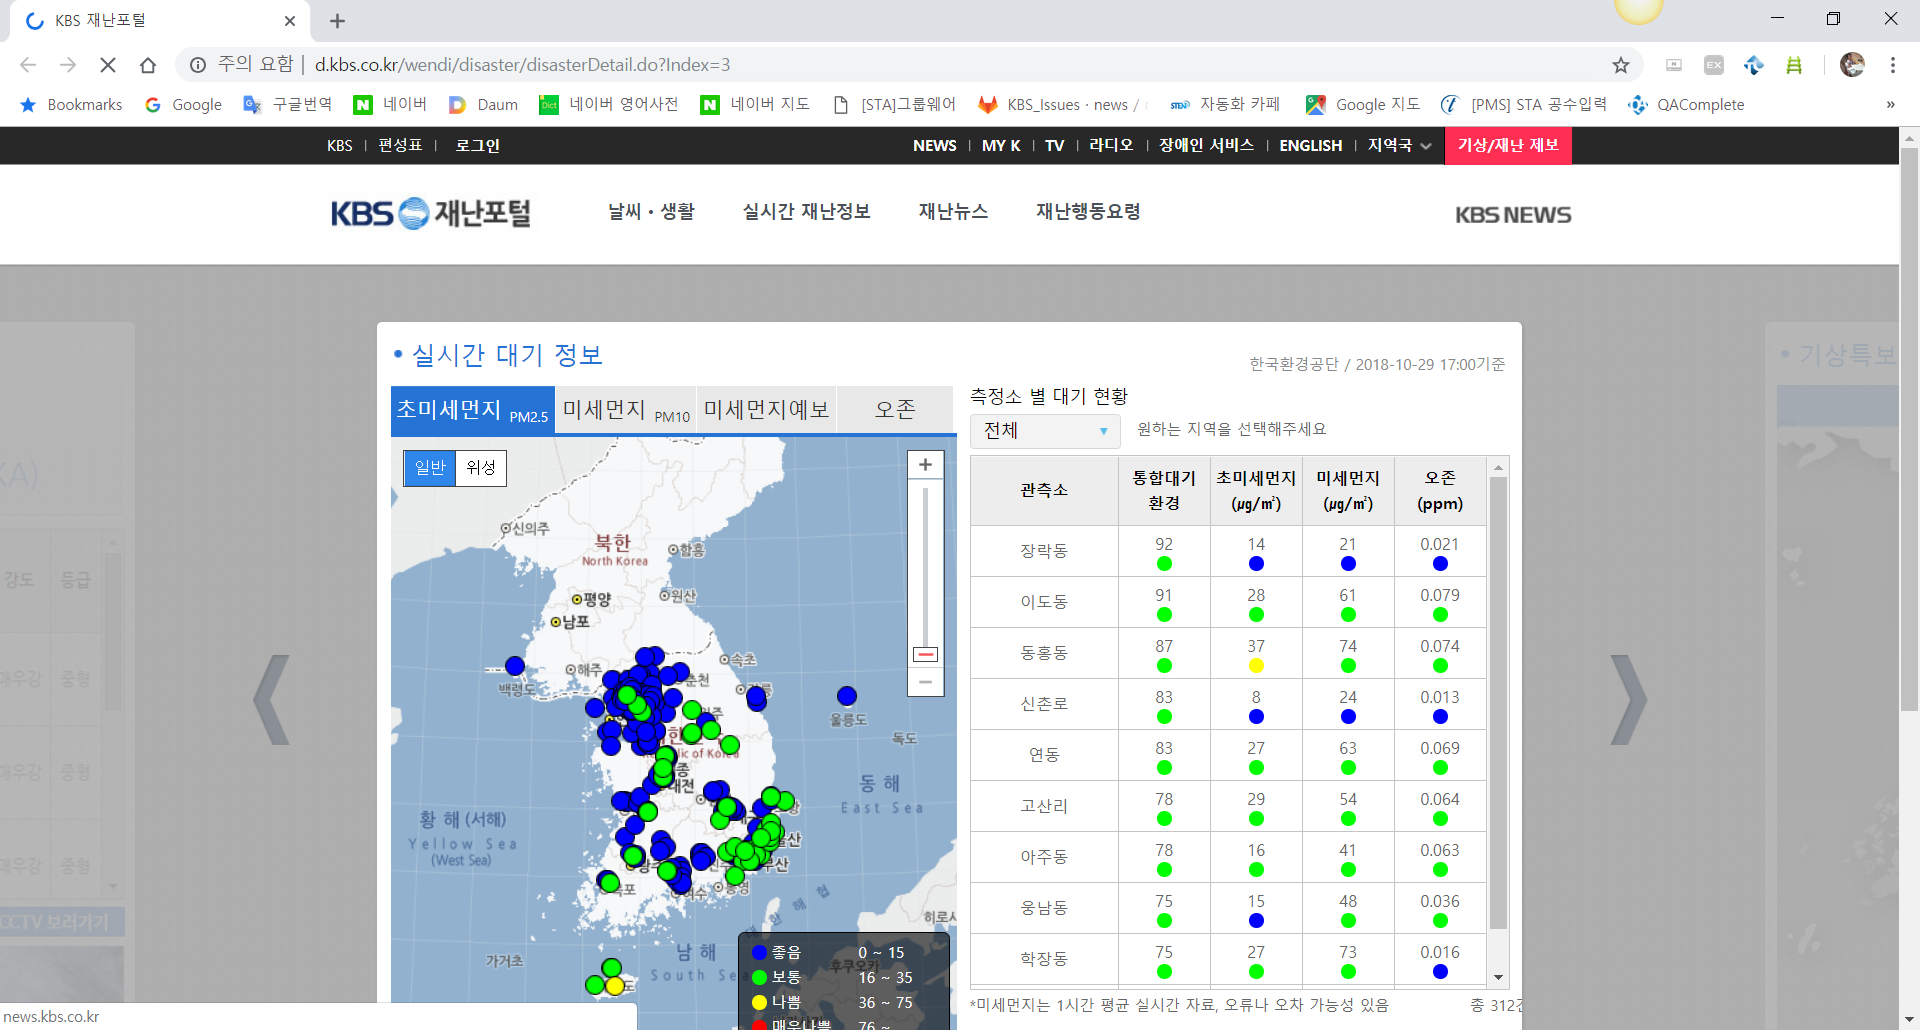 KBS 재난포털
주의 요함 | d.kbs.co.kr/wendi/disaster/disasterDetail.do?Index=3
Bookmarks Google 구글번역 네이버 Daum 네이버 영어사전 네이버 지도 [STA]그룹웨어 KBS_Issues · news / 자동화 카페 Google 지도 [PMS] STA 공수입력 QAComplete »
KBS | 편성표 | 로그인 NEWS | MY K | TV | 라디오 | 장애인 서비스 | ENGLISH | 지역국 기상/재난 제보
KBS 재난포털 날씨 · 생활 실시간 재난정보 재난뉴스 재난행동요령 KBS NEWS
• 실시간 대기 정보
한국환경공단 / 2018-10-29 17:00기준
초미세먼지 PM2.5 미세먼지 PM10 미세먼지예보 오존
일반 위성
신의주
북한
North Korea
함흥
평양
원산
남포
해주
속초
백령도
춘천
울릉도
독도
대전
동 해
East Sea
황 해 (서해)
Yellow Sea
(West Sea)
가거초
남 해
South Sea
후쿠오카
좋음 0 ~ 15
보통 16 ~ 35
나쁨 36 ~ 75
매우나쁨 76 ~
측정소 별 대기 현황
전체 원하는 지역을 선택해주세요
관측소 통합대기환경 초미세먼지(㎍/㎥) 미세먼지(㎍/㎥) 오존(ppm)
장락동 92 14 21 0.021
이도동 91 28 61 0.079
동홍동 87 37 74 0.074
신촌로 83 8 24 0.013
연동 83 27 63 0.069
고산리 78 29 54 0.064
아주동 78 16 41 0.063
웅남동 75 15 48 0.036
학장동 75 27 73 0.016
*미세먼지는 1시간 평균 실시간 자료, 오류나 오차 가능성 있음 총 312
• 기상특보
강도 등급
매우강 중형
매우강 중형
매우강 중형
CCTV 보러가기
news.kbs.co.kr